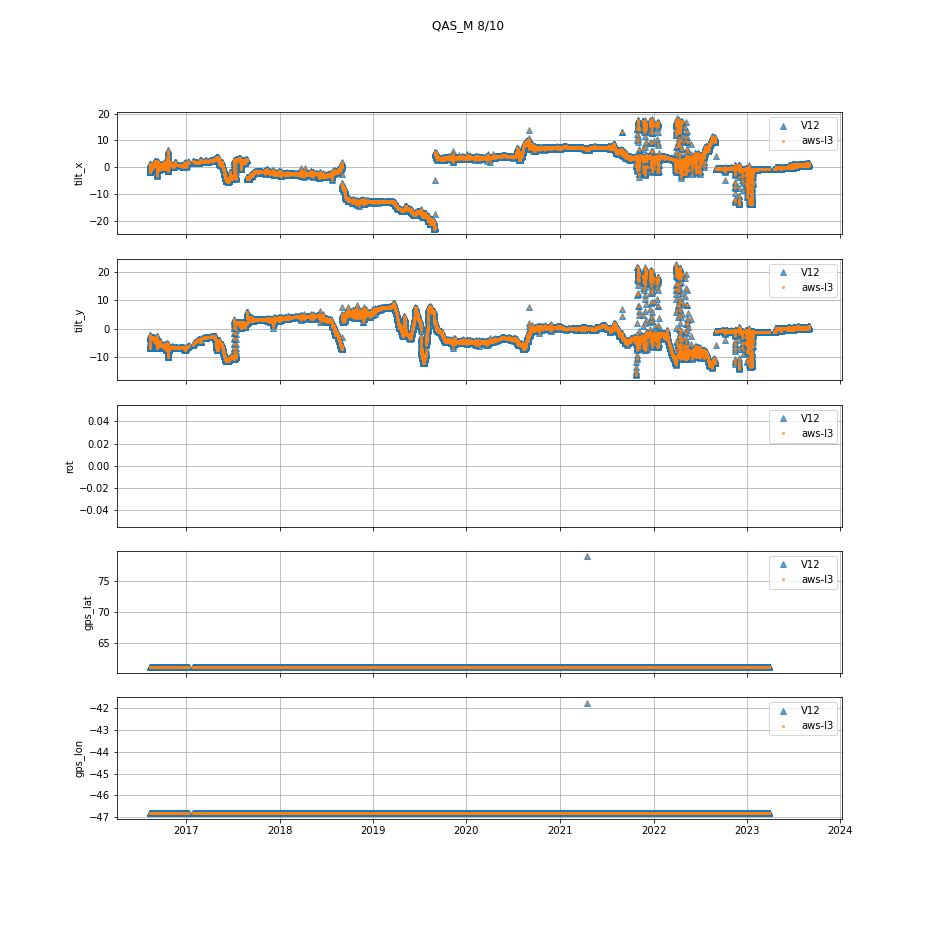 QAS_M 8/10
20
10
0
−10
−20
tilt_x
V12
aws-l3
20
10
0
−10
tilt_y
V12
aws-l3
0.04
0.02
0.00
−0.02
−0.04
rot
V12
aws-l3
75
70
65
gps_lat
V12
aws-l3
−42
−43
−44
−45
−46
−47
gps_lon
V12
aws-l3
2017 2018 2019 2020 2021 2022 2023 2024